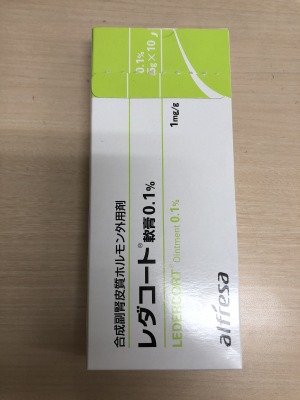 0.1%
5g×10
1mg/g
合成副腎皮質ホルモン外用剤
レダコート® 軟膏0.1%
LEDERCORT® Ointment 0.1%
alfresa